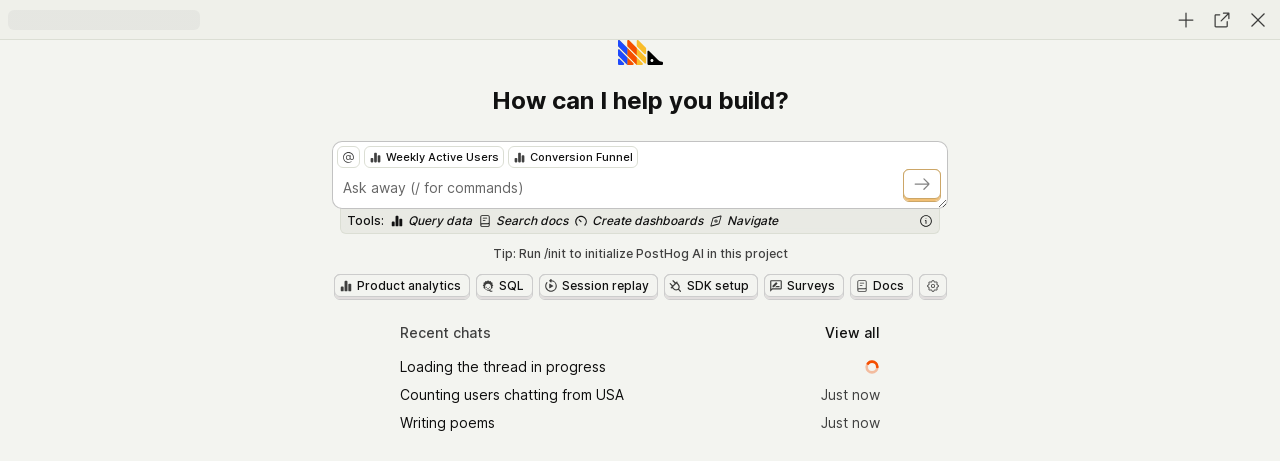 How can I help you build?
@ Weekly Active Users Conversion Funnel
Ask away (/ for commands)
Tools: Query data Search docs Create dashboards Navigate
Tip: Run /init to initialize PostHog AI in this project
Product analytics SQL Session replay SDK setup Surveys Docs
Recent chats View all
Loading the thread in progress
Counting users chatting from USA Just now
Writing poems Just now